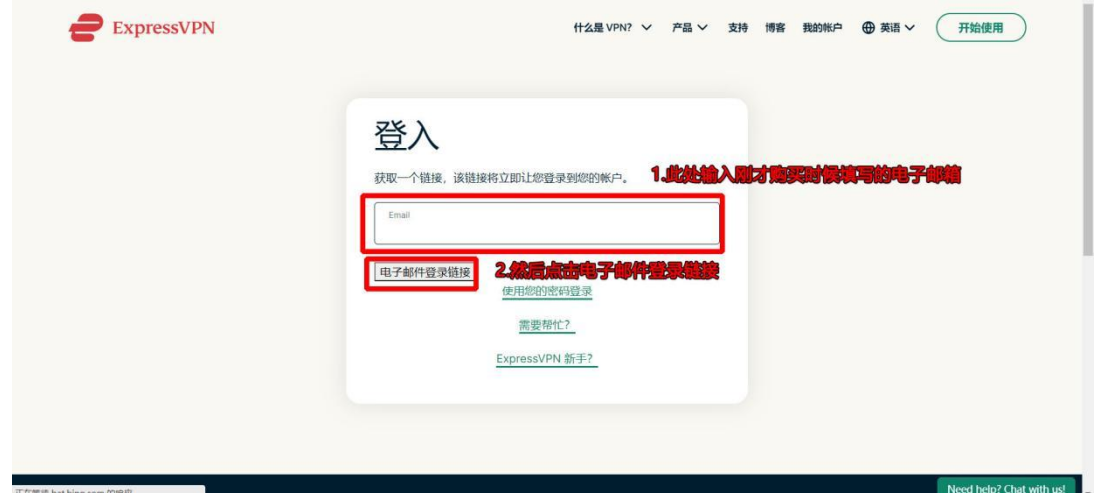 ExpressVPN
什么是 VPN? 产品 支持 博客 我的帐户 英语 开始使用
登入
获取一个链接，该链接将立即让您登录到您的帐户。
1.此处输入刚才购买时候填写的电子邮箱
Email
电子邮件登录链接
2.然后点击电子邮件登录链接
使用您的密码登录
需要帮忙?
ExpressVPN 新手?
Need help? Chat with us!